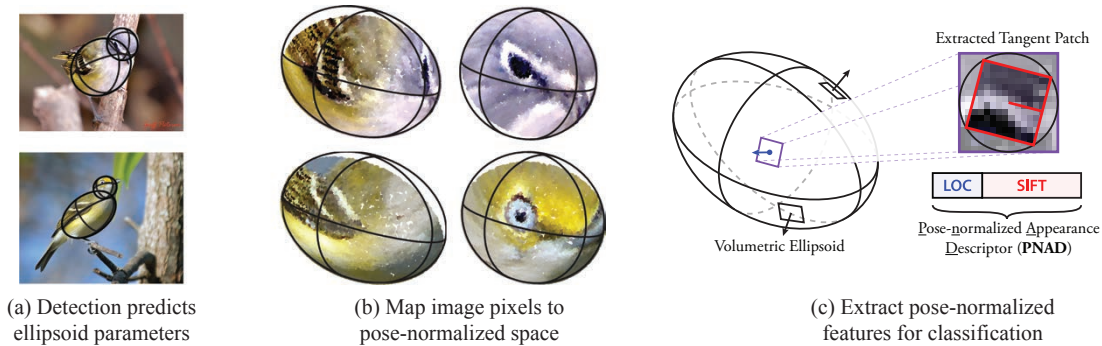 Extracted Tangent Patch
LOC SIFT
Volumetric Ellipsoid
Pose-normalized Appearance
Descriptor (PNAD)
(a) Detection predicts
ellipsoid parameters
(b) Map image pixels to
pose-normalized space
(c) Extract pose-normalized
features for classification